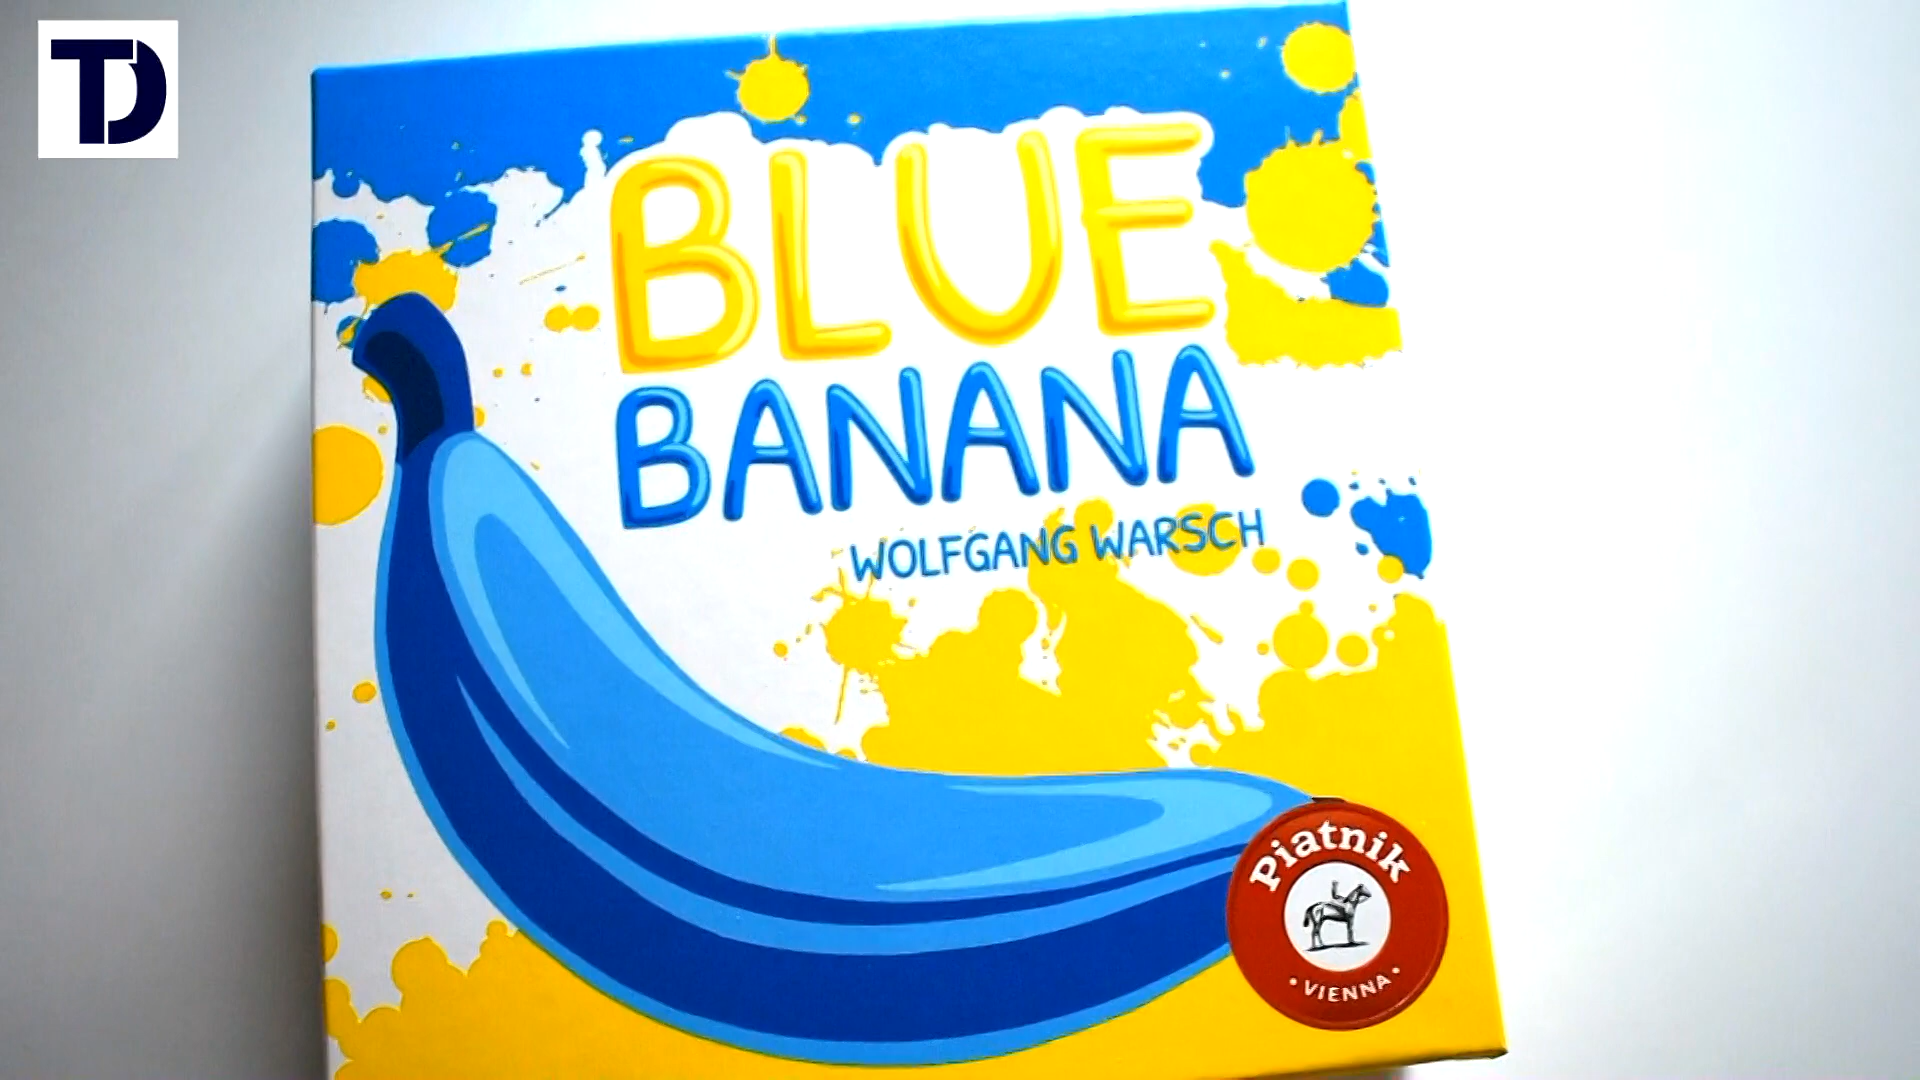 TD
BLUE
BANANA
WOLFGANG WARSCH
Piatnik
• VIENNA •